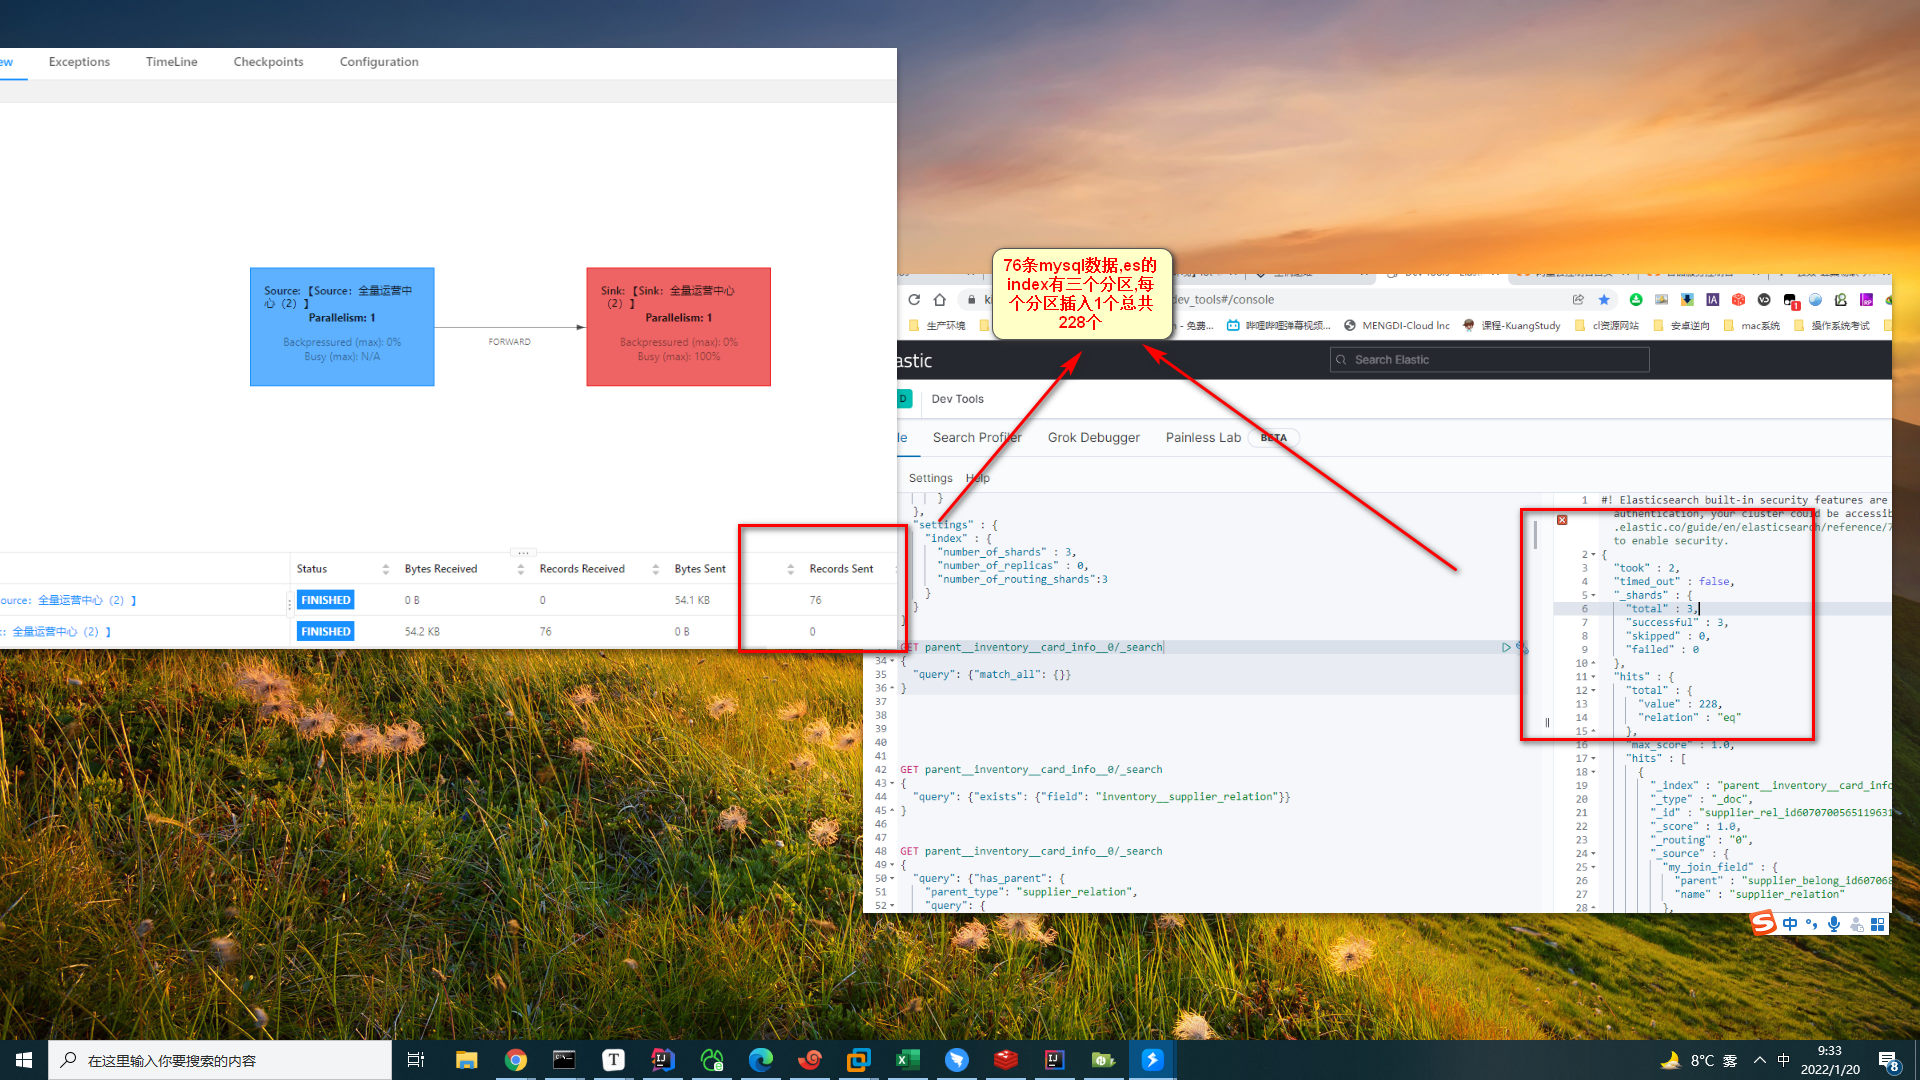 ew
Exceptions
TimeLine
Checkpoints
Configuration
Source: 【Source: 全量运营中
心（2）】
Parallelism: 1
Backpressured (max): 0%
Busy (max): N/A
FORWARD
Sink: 【Sink: 全量运营中心
（2）】
Parallelism: 1
Backpressured (max): 0%
Busy (max): 100%
Status
Bytes Received
Records Received
Bytes Sent
Records Sent
ource: 全量运营中心（2）】
FINISHED
0 B
0
54.1 KB
76
: 全量运营中心（2）】
FINISHED
54.2 KB
76
0 B
0
76条mysql数据,es的
index有三个分区,每
个分区插入1个总共
228个
dev_tools#/console
生产环境
- 免费...
哔哩哔哩弹幕视频...
MENGDI-Cloud Inc
课程-KuangStudy
cl资源网站
安卓逆向
mac系统
操作系统考试
astic
Search Elastic
D
Dev Tools
le
Search Profiler
Grok Debugger
Painless Lab
BETA
Settings
Help
}
},
"settings" : {
"index" : {
"number_of_shards" : 3,
"number_of_replicas" : 0,
"number_of_routing_shards":3
}
}
}
GET parent__inventory__card_info__0/_search
34 {
35 "query": {"match_all": {}}
36 }
37
38
39
40
41
42 GET parent__inventory__card_info__0/_search
43 {
44 "query": {"exists": {"field": "inventory__supplier_relation"}}
45 }
46
47
48 GET parent__inventory__card_info__0/_search
49 {
50 "query": {"has_parent": {
51 "parent_type": "supplier_relation",
52 "query": {
1 #! Elasticsearch built-in security features are
authentication, your cluster could be accessib
.elastic.co/guide/en/elasticsearch/reference/7
to enable security.
2 {
3 "took" : 2,
4 "timed_out" : false,
5 "_shards" : {
6 "total" : 3,
7 "successful" : 3,
8 "skipped" : 0,
9 "failed" : 0
10 },
11 "hits" : {
12 "total" : {
13 "value" : 228,
14 "relation" : "eq"
15 },
16 "max_score" : 1.0,
17 "hits" : [
18 {
19 "_index" : "parent__inventory__card_info
20 "_type" : "_doc",
21 "_id" : "supplier_rel_id6070700565119631
22 "_score" : 1.0,
23 "_routing" : "0",
24 "_source" : {
25 "my_join_field" : {
26 "parent" : "supplier_belong_id607068
27 "name" : "supplier_relation"
28 },
中
在这里输入你要搜索的内容
8°C 雾
中
9:33
2022/1/20
8